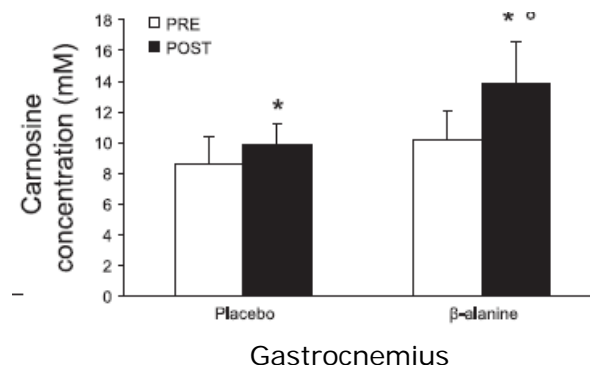 18
16
14
12
10
8
6
4
2
0
Carnosine
concentration (mM)
PRE
POST
*
* °
Placebo
β-alanine
Gastrocnemius